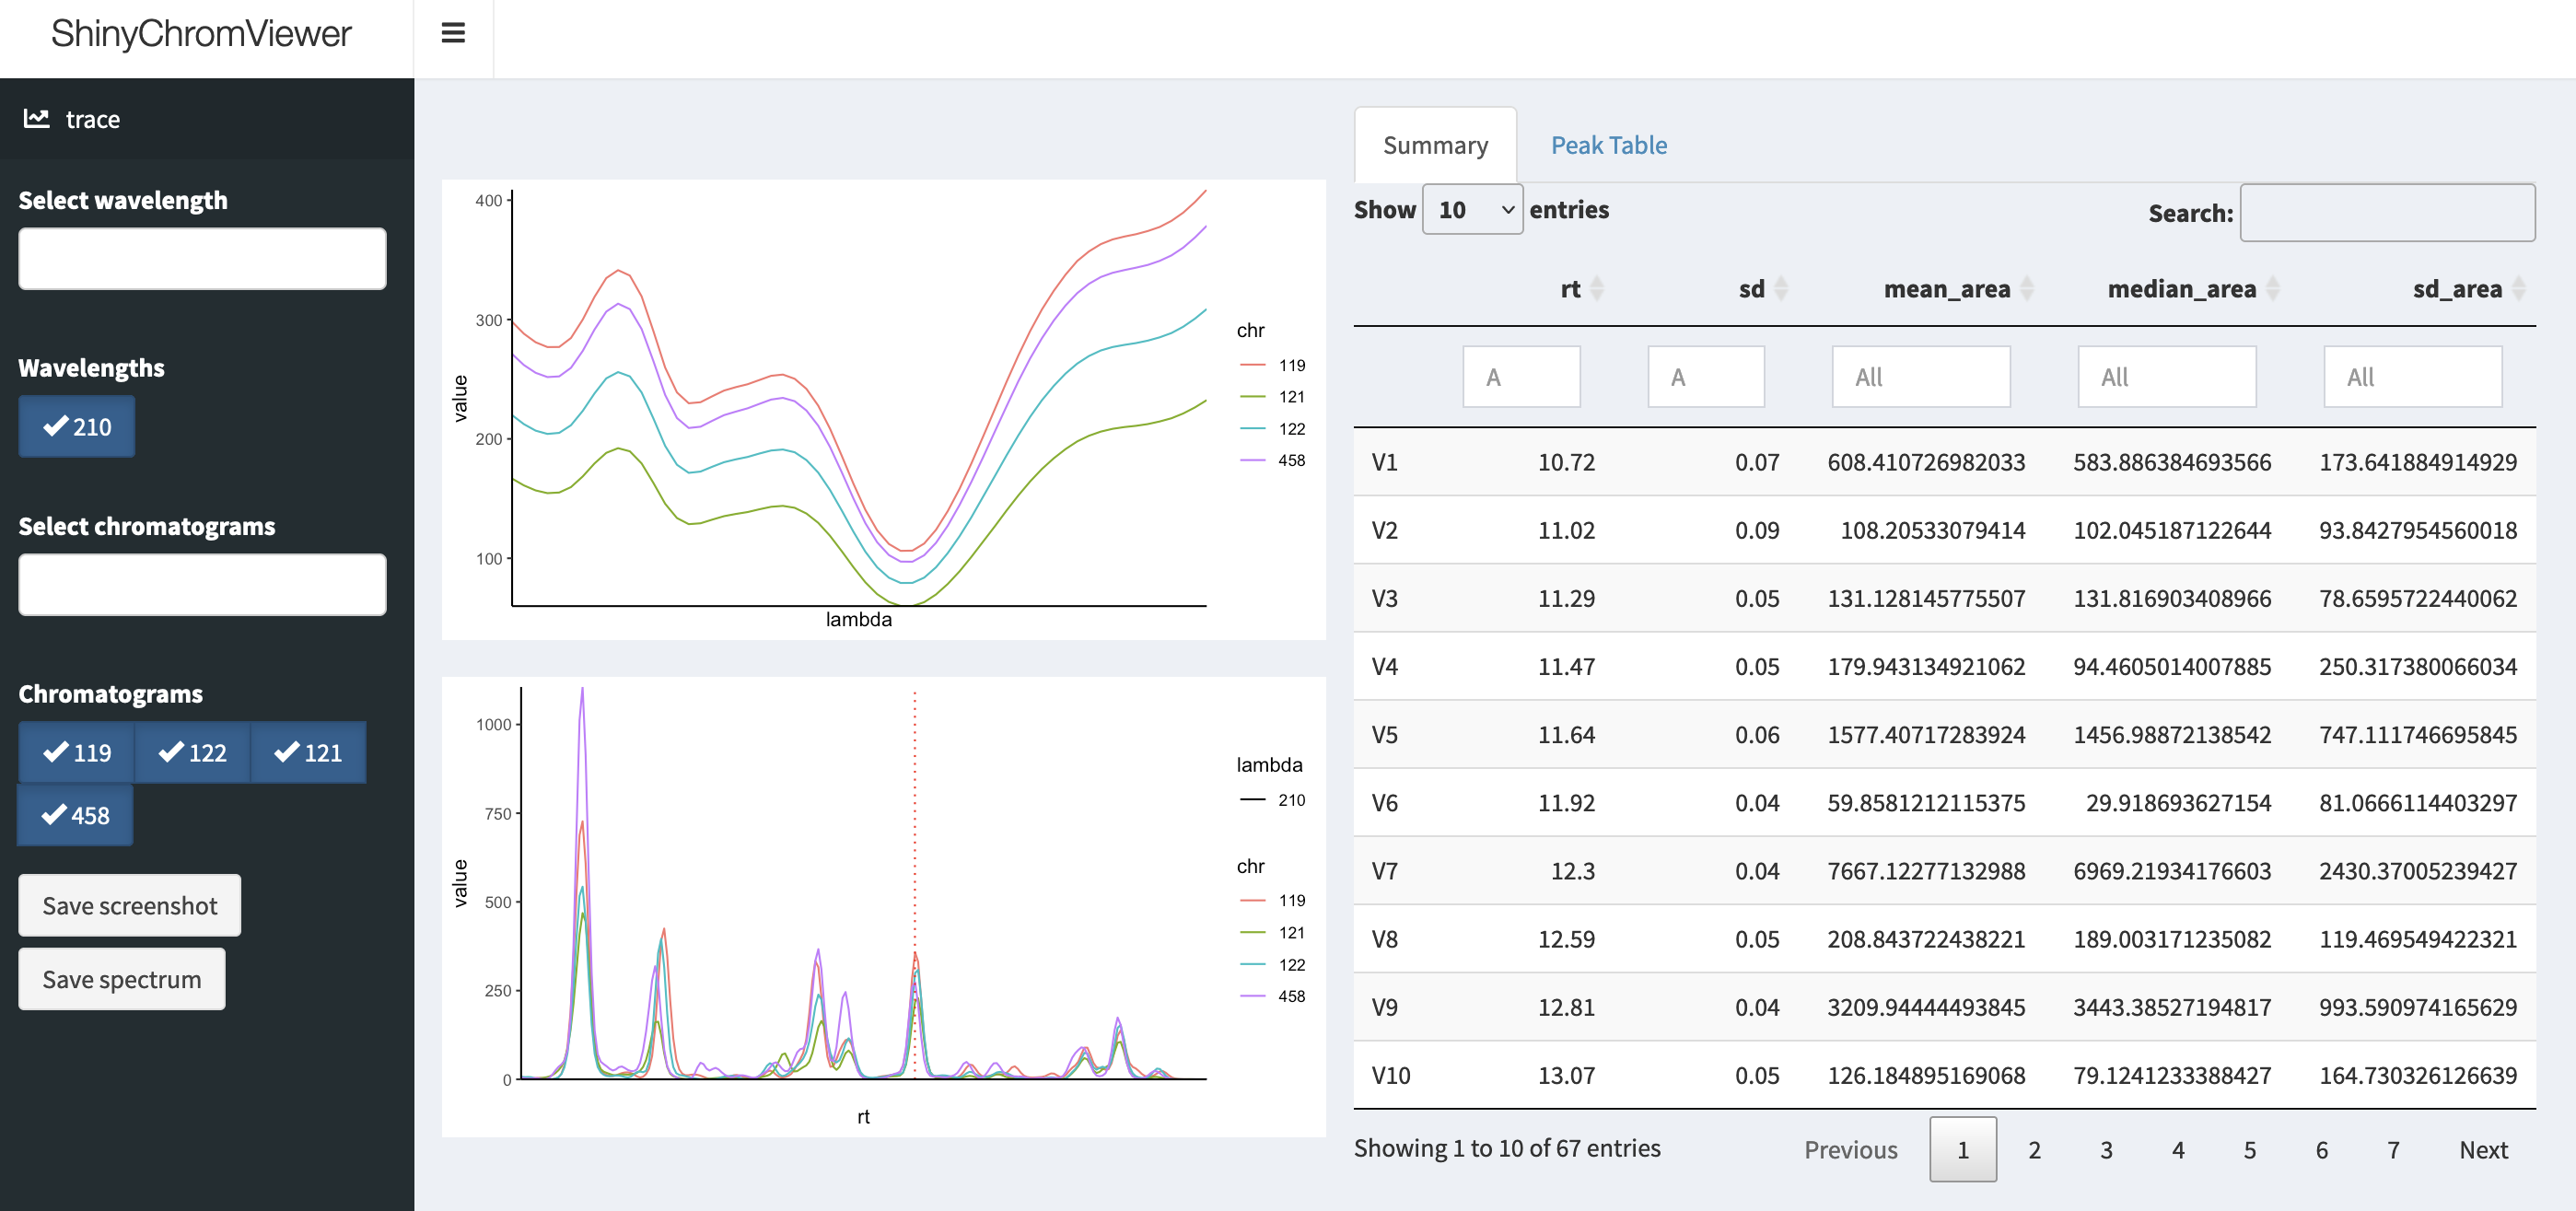 ShinyChromViewer
trace
Select wavelength
Wavelengths
210
Select chromatograms
Chromatograms
119 122 121
458
Save screenshot
Save spectrum
400
300
200
100
value
lambda
chr
119
121
122
458
1000
750
500
250
0
value
rt
lambda
210
chr
119
121
122
458
Summary Peak Table
Show 10 entries Search:
rt sd mean_area median_area sd_area
A A All All All
V1 10.72 0.07 608.410726982033 583.886384693566 173.641884914929
V2 11.02 0.09 108.20533079414 102.045187122644 93.8427954560018
V3 11.29 0.05 131.128145775507 131.816903408966 78.6595722440062
V4 11.47 0.05 179.943134921062 94.4605014007885 250.317380066034
V5 11.64 0.06 1577.40717283924 1456.98872138542 747.111746695845
V6 11.92 0.04 59.8581212115375 29.918693627154 81.0666114403297
V7 12.3 0.04 7667.12277132988 6969.21934176603 2430.37005239427
V8 12.59 0.05 208.843722438221 189.003171235082 119.469549422321
V9 12.81 0.04 3209.94444493845 3443.38527194817 993.590974165629
V10 13.07 0.05 126.184895169068 79.1241233388427 164.730326126639
Showing 1 to 10 of 67 entries Previous 1 2 3 4 5 6 7 Next